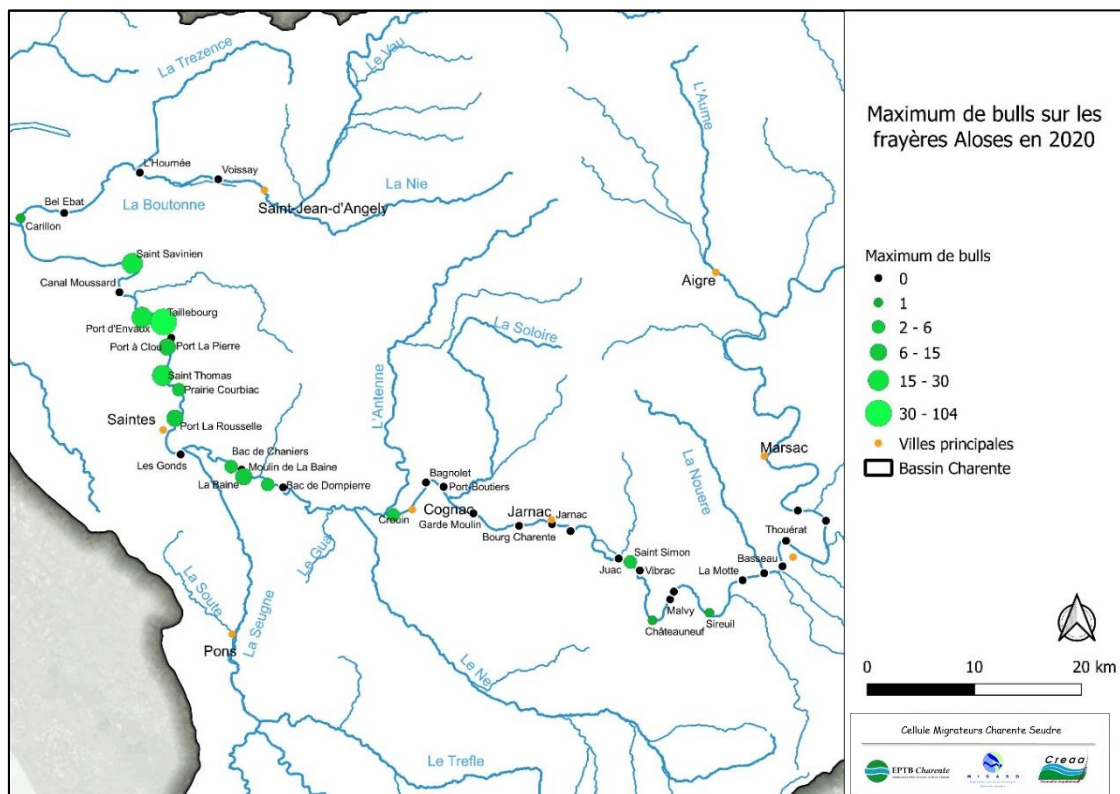 La Trezence
Le Vau
L'Aume
L'Houmée
Voissay
Saint-Jean-d'Angely
La Nie
Bel Ebat
La Boutonne
Carillon
Saint Savinien
Canal Moussard
Taillebourg
Port d'Envaux
Port à Clou
Port La Pierre
Saint Thomas
Prairie Courbiac
Saintes
Port La Rousselle
Les Gonds
Bac de Chaniers
Moulin de La Baine
La Baine
Bac de Dompierre
L'Antenne
La Soloire
Aigre
Bagnolet
Port-Boutiers
Crouin
Cognac
Garde Moulin
Jarnac
Jarnac
Bourg Charente
La Nouere
Marsac
Thouérat
Basseau
La Motte
Juac
Saint Simon
Vibrac
Malvy
Châteauneuf
Sireuil
Le Gua
La Soute
Pons
La Seugne
Le Ne
Le Trefle
Maximum de bulls sur les
frayères Aloses en 2020
Maximum de bulls
0
1
2 - 6
6 - 15
15 - 30
30 - 104
Villes principales
Bassin Charente
0 10 20 km
Cellule Migrateurs Charente Seudre
EPTB Charente
MIGADO
Creaa